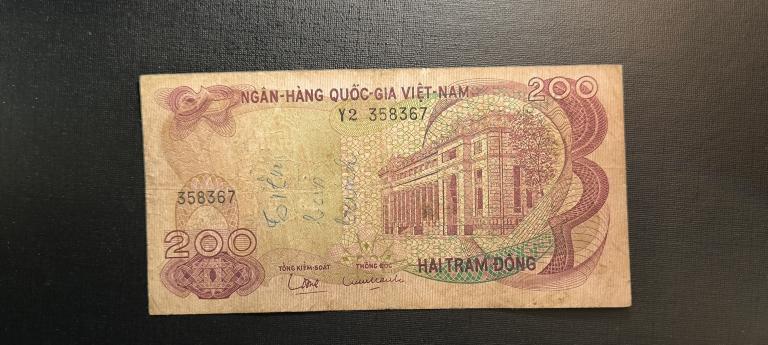 NGÂN-HÀNG QUỐC-GIA VIỆT-NAM
200
Y2 358367
358367
200
TỔNG KIỂM-SOÁT
THỐNG ĐỐC
HAI TRĂM ĐỒNG